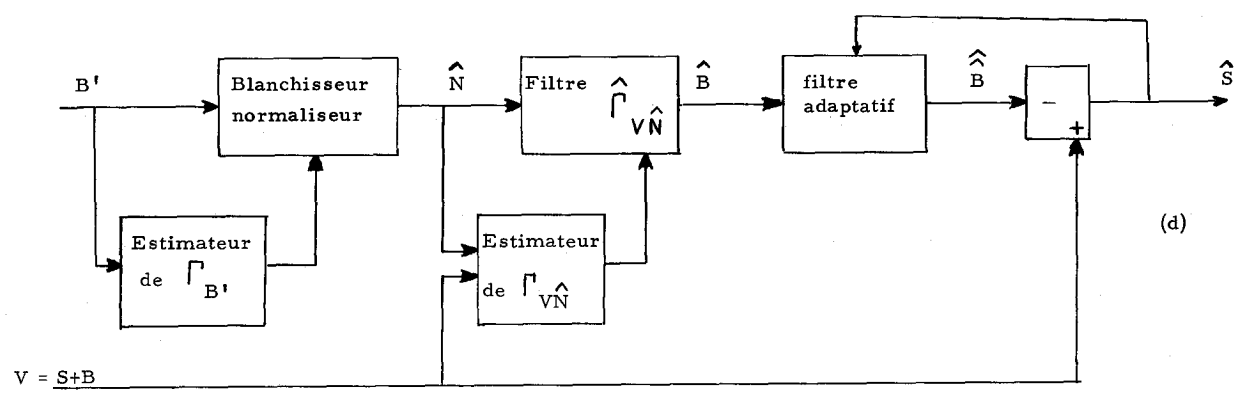 B'
Blanchisseur
normaliseur
N̂
Filtre Γ̂VN̂
B̂
filtre
adaptatif
B̂̂
-
+
Ŝ
Estimateur
de ΓB'
Estimateur
de ΓVN̂
(d)
V = S+B